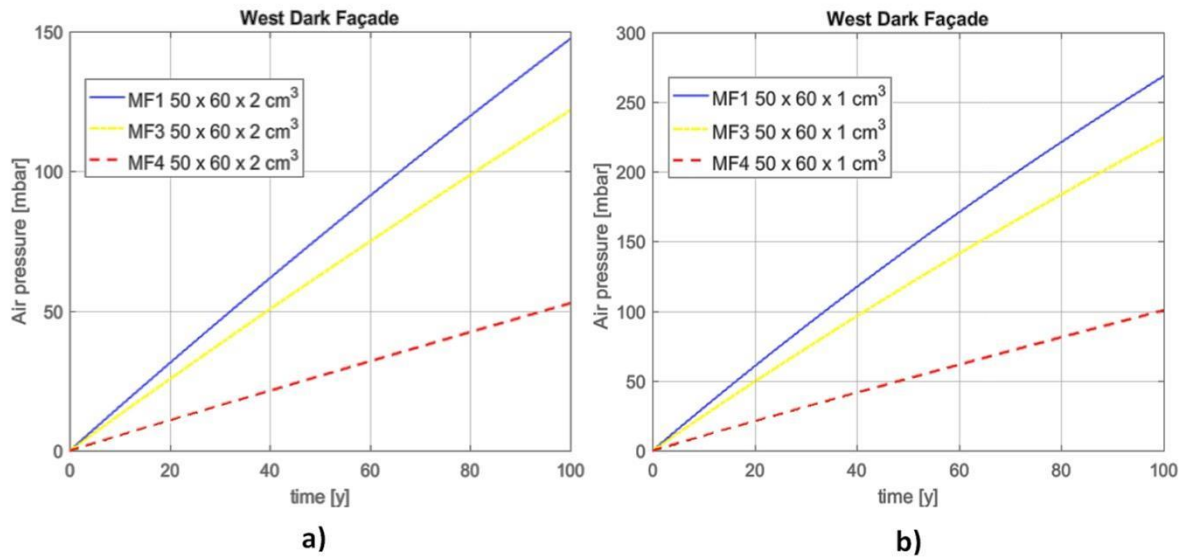 West Dark Façade
150
100
50
0
0 20 40 60 80 100
Air pressure [mbar]
time [y]
MF1 50 x 60 x 2 cm³
MF3 50 x 60 x 2 cm³
MF4 50 x 60 x 2 cm³
a)
West Dark Façade
300
250
200
150
100
50
0
0 20 40 60 80 100
Air pressure [mbar]
time [y]
MF1 50 x 60 x 1 cm³
MF3 50 x 60 x 1 cm³
MF4 50 x 60 x 1 cm³
b)